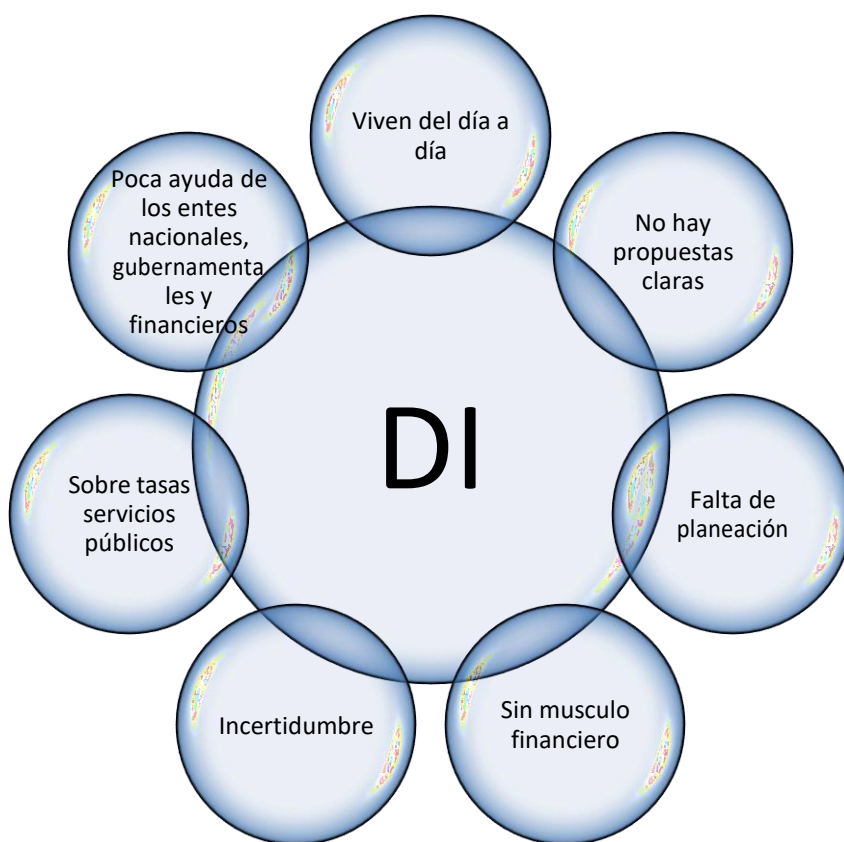 Viven del día a
día
No hay
propuestas
claras
Falta de
planeación
Sin musculo
financiero
Incertidumbre
Sobre tasas
servicios
públicos
Poca ayuda de
los entes
nacionales,
gubernamenta
les y
financieros
DI